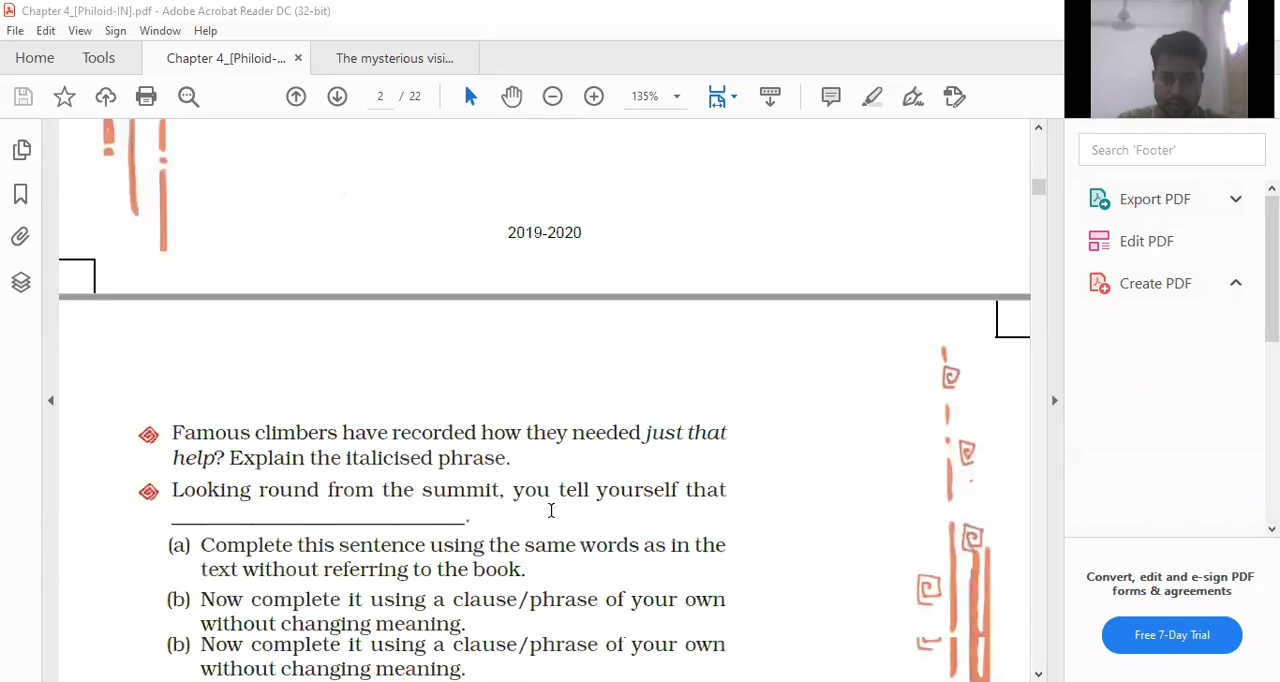 Chapter 4_[Philoid-IN].pdf - Adobe Acrobat Reader DC (32-bit)
File Edit View Sign Window Help
Home Tools Chapter 4_[Philoid-... × The mysterious visi...
2 / 22 135%
Search 'Footer'
Export PDF
Edit PDF
Create PDF
2019-2020
Famous climbers have recorded how they needed just that
help? Explain the italicised phrase.
Looking round from the summit, you tell yourself that
____________________________.
(a) Complete this sentence using the same words as in the
text without referring to the book.
(b) Now complete it using a clause/phrase of your own
without changing meaning.
(b) Now complete it using a clause/phrase of your own
without changing meaning.
Convert, edit and e-sign PDF
forms & agreements
Free 7-Day Trial